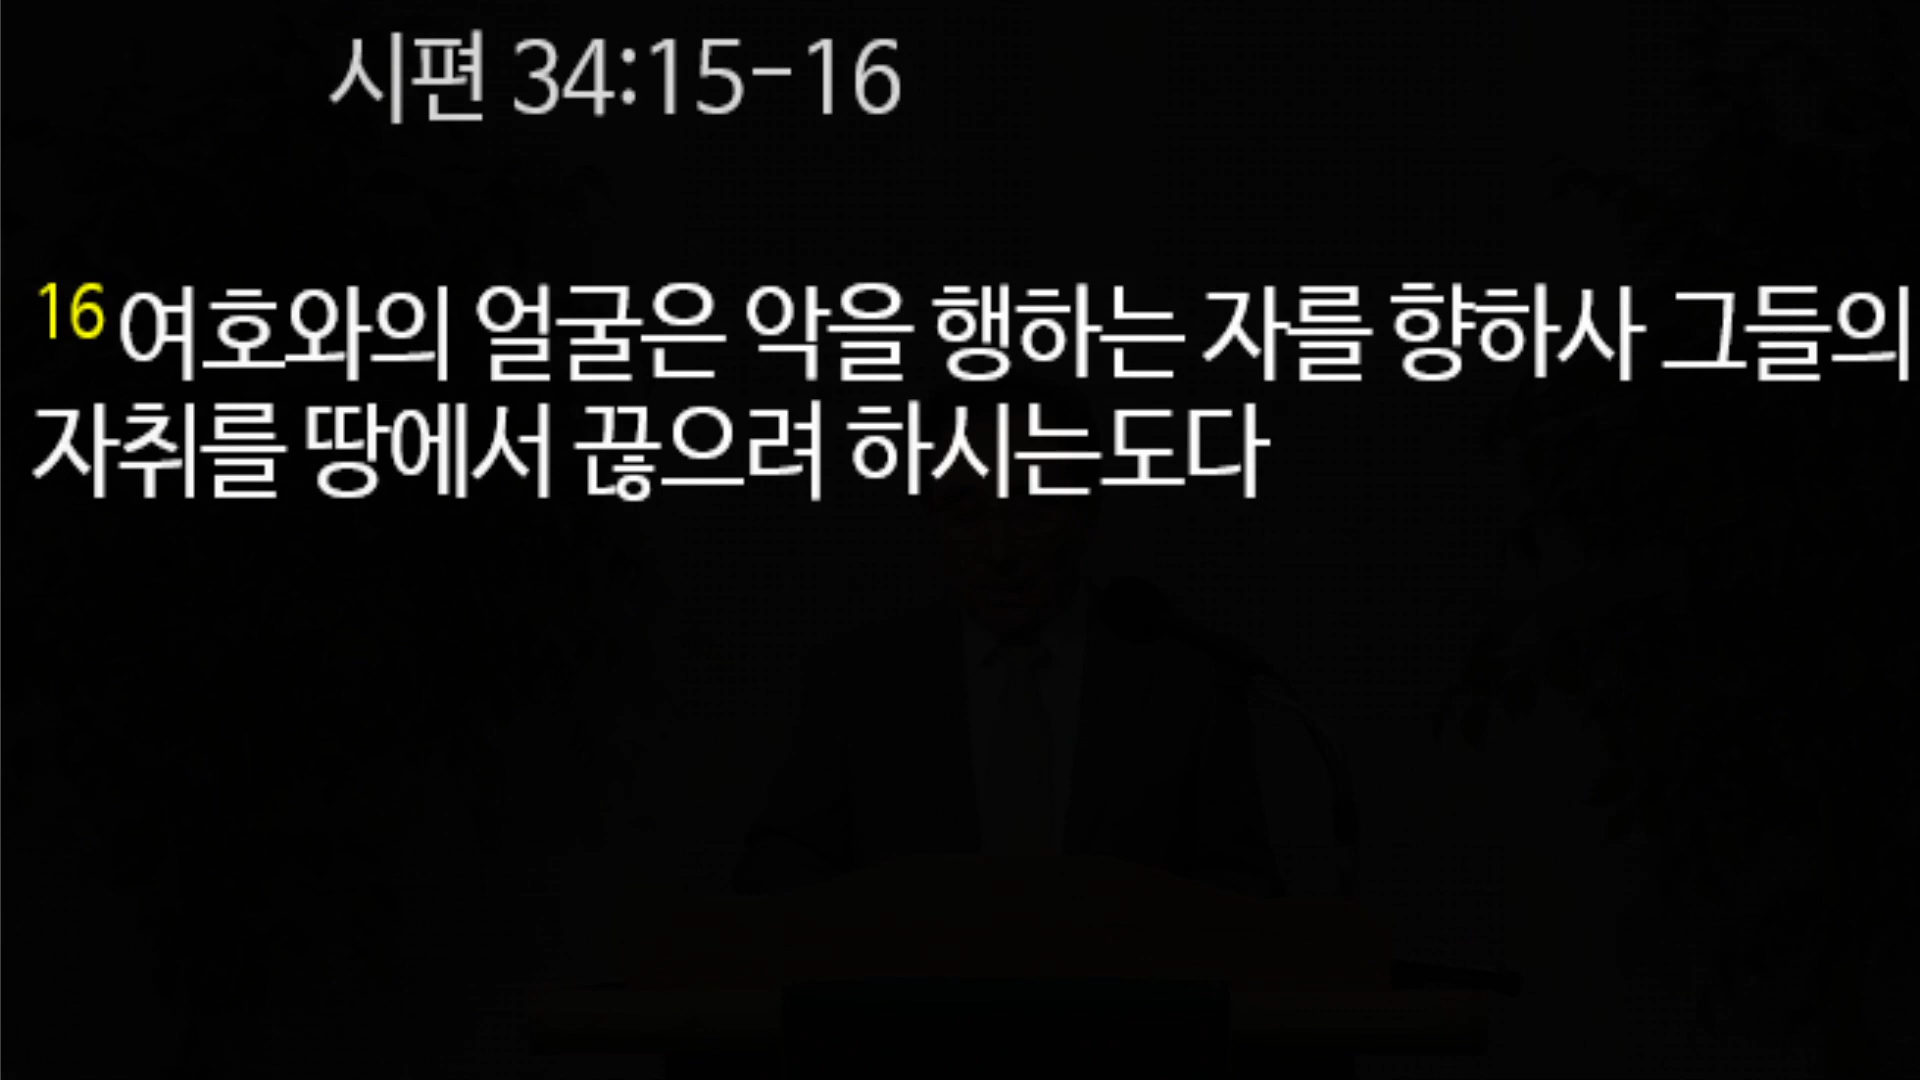 시편 34:15-16
16 여호와의 얼굴은 악을 행하는 자를 향하사 그들의
자취를 땅에서 끊으려 하시는도다